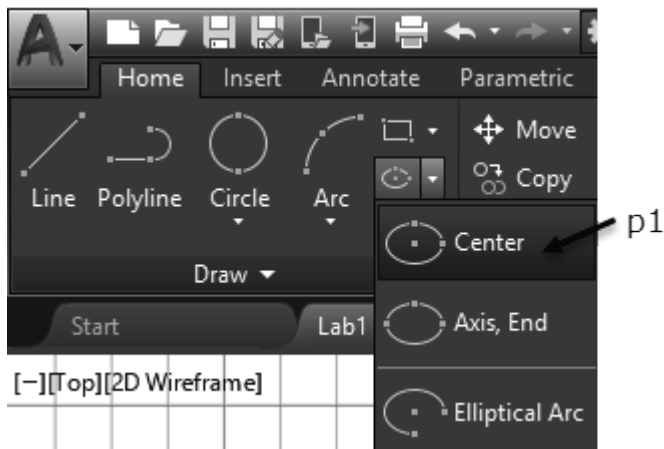 A
Home Insert Annotate Parametric
Move
Copy
Line Polyline Circle Arc
Center
p1
Draw
Start Lab1
Axis, End
[−][Top][2D Wireframe]
Elliptical Arc